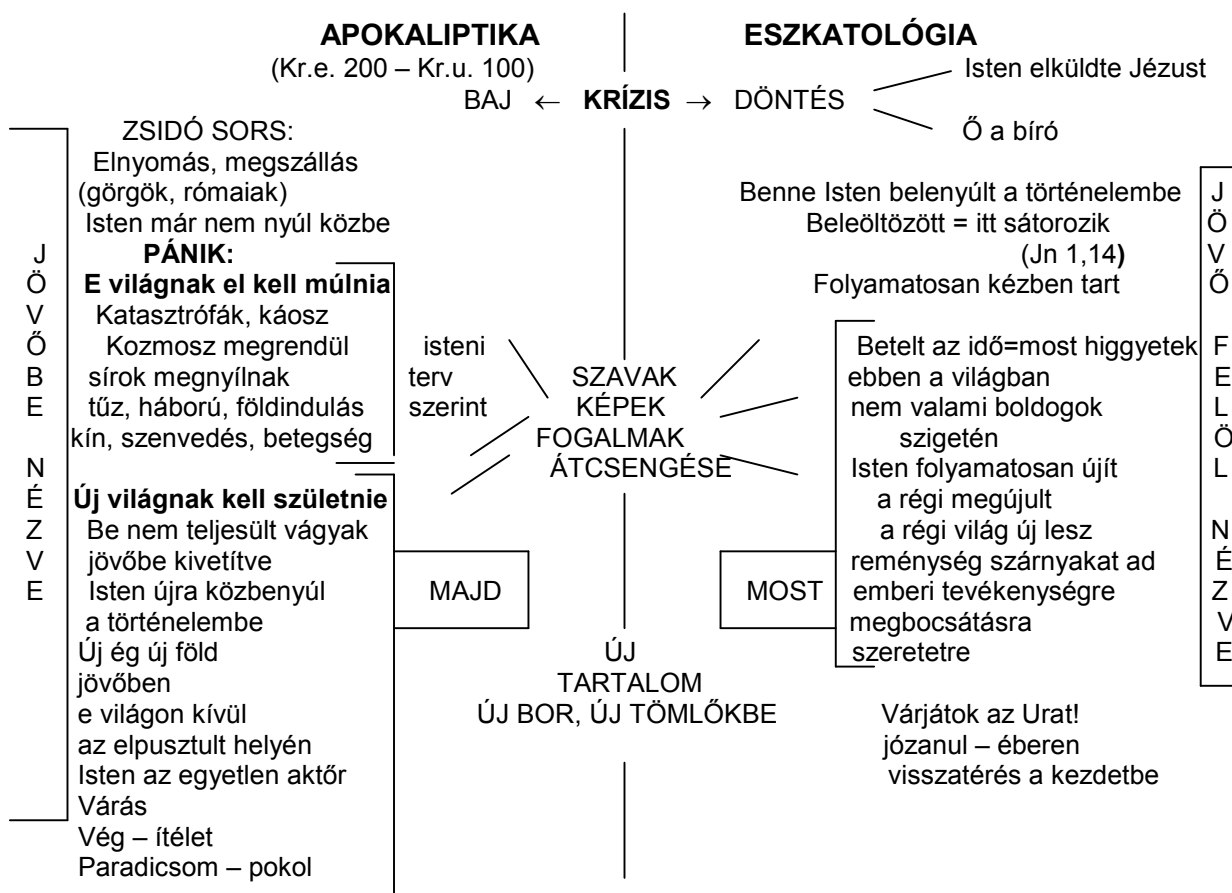 APOKALIPTIKA
(Kr.e. 200 – Kr.u. 100)
ESZKATOLÓGIA
Isten elküldte Jézust
BAJ ← KRÍZIS → DÖNTÉS
Ő a bíró
JÖVŐBE NÉZVE
ZSIDÓ SORS:
Elnyomás, megszállás
(görgök, rómaiak)
Isten már nem nyúl közbe
PÁNIK:
E világnak el kell múlnia
Katasztrófák, káosz
Kozmosz megrendül
sírok megnyílnak
tűz, háború, földindulás
kín, szenvedés, betegség
isteni
terv
szerint
Új világnak kell születnie
Be nem teljesült vágyak
jövőbe kivetítve
Isten újra közbenyúl
a történelembe
Új ég új föld
jövőben
e világon kívül
az elpusztult helyén
Isten az egyetlen aktőr
Várás
Vég – ítélet
Paradicsom – pokol
MAJD
SZAVAK
KÉPEK
FOGALMAK
ÁTCSENGÉSE
ÚJ
TARTALOM
ÚJ BOR, ÚJ TÖMLŐKBE
MOST
Benne Isten belenyúlt a történelembe
Beleöltözött = itt sátorozik
(Jn 1,14)
Folyamatosan kézben tart
Betelt az idő=most higgyetek
ebben a világban
nem valami boldogok
szigetén
Isten folyamatosan újít
a régi megújult
a régi világ új lesz
reménység szárnyakat ad
emberi tevékenységre
megbocsátásra
szeretetre
Várjátok az Urat!
józanul – éberen
visszatérés a kezdetbe
JÖVŐ FELÖL NÉZVE